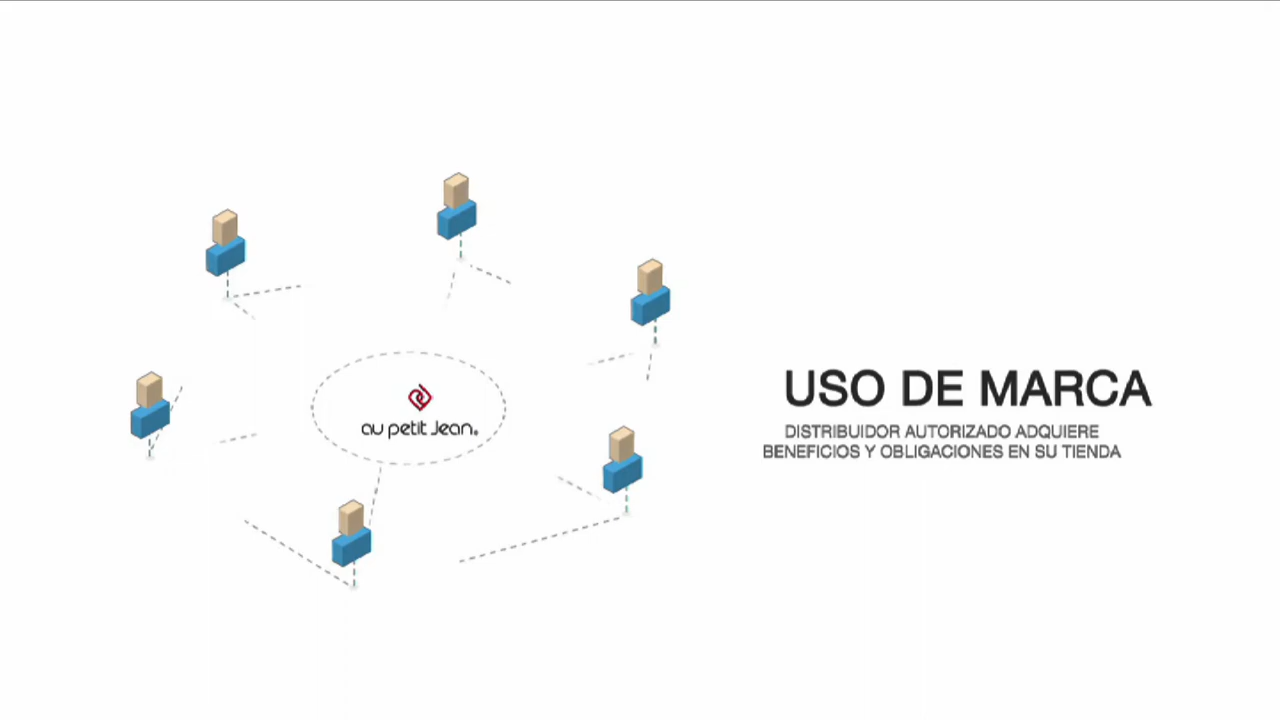 au petit Jean®
USO DE MARCA
DISTRIBUIDOR AUTORIZADO ADQUIERE
BENEFICIOS Y OBLIGACIONES EN SU TIENDA